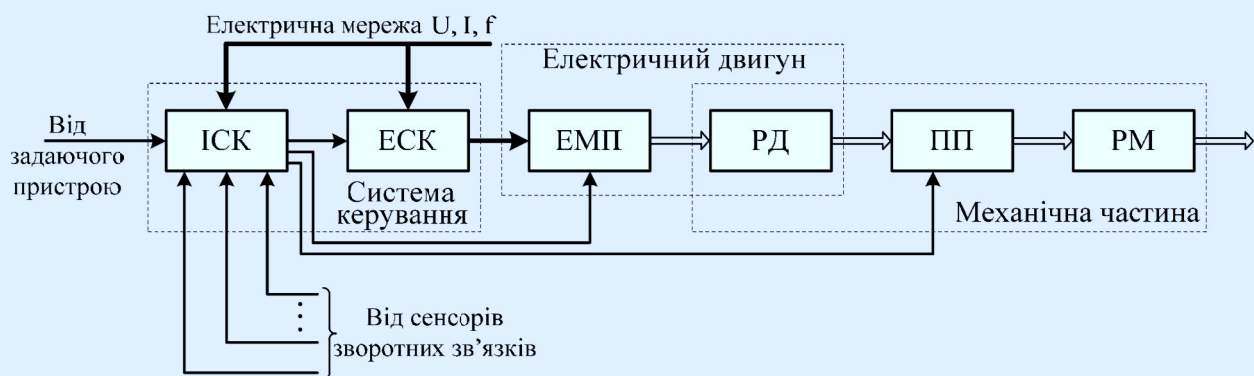 Електрична мережа U, I, f
Електричний двигун
Від
задаючого
пристрою
ІСК
ЕСК
ЕМП
РД
ПП
РМ
Система
керування
Механічна частина
Від сенсорів
зворотних зв’язків